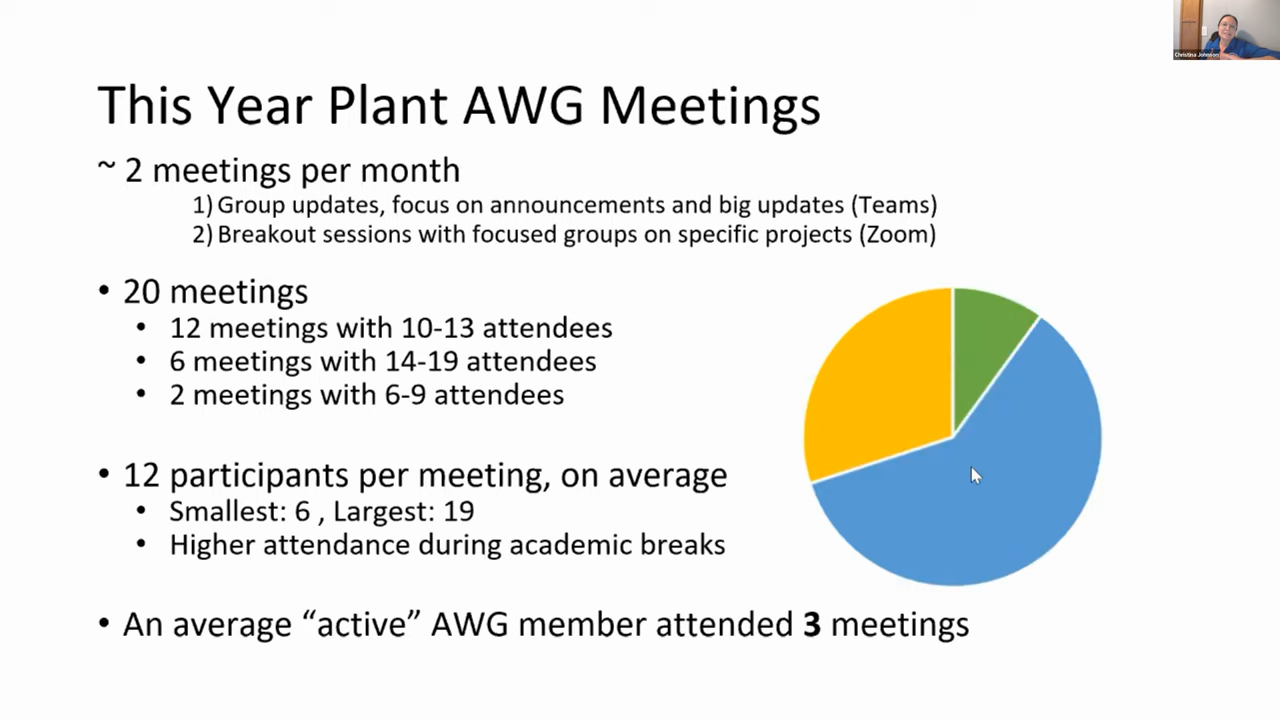 Christina Johnson
This Year Plant AWG Meetings
~ 2 meetings per month
1) Group updates, focus on announcements and big updates (Teams)
2) Breakout sessions with focused groups on specific projects (Zoom)
• 20 meetings
• 12 meetings with 10-13 attendees
• 6 meetings with 14-19 attendees
• 2 meetings with 6-9 attendees
• 12 participants per meeting, on average
• Smallest: 6 , Largest: 19
• Higher attendance during academic breaks
• An average “active” AWG member attended 3 meetings